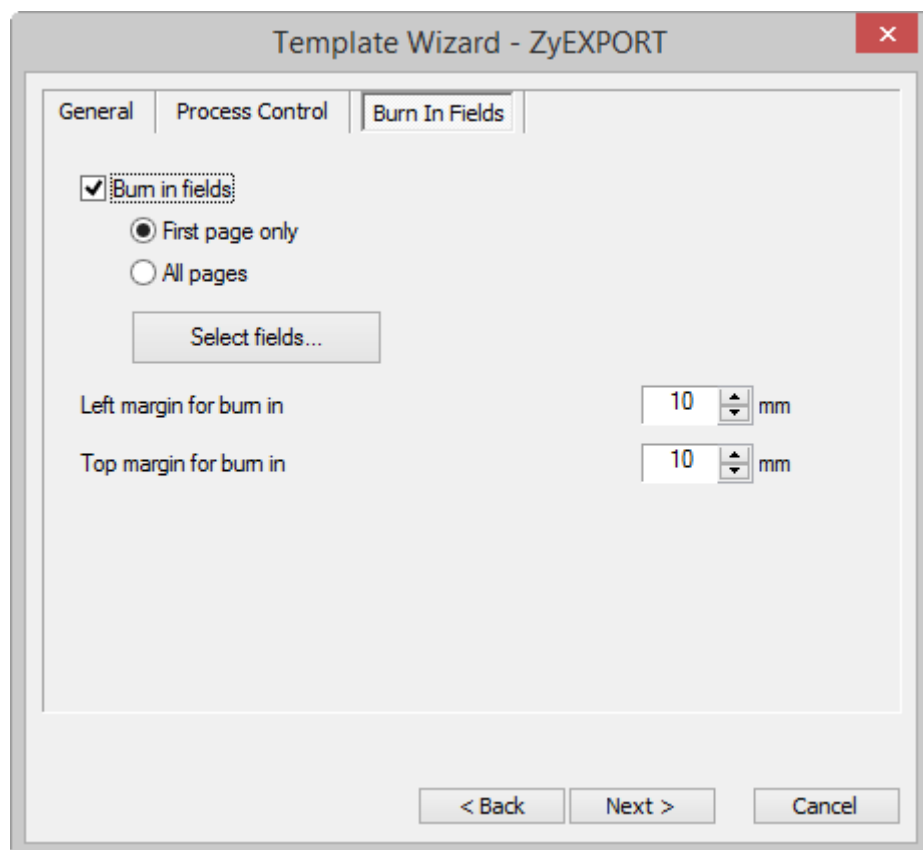 Template Wizard - ZyEXPORT
General Process Control Burn In Fields
Burn in fields
First page only
All pages
Select fields...
Left margin for burn in 10 mm
Top margin for burn in 10 mm
< Back Next > Cancel